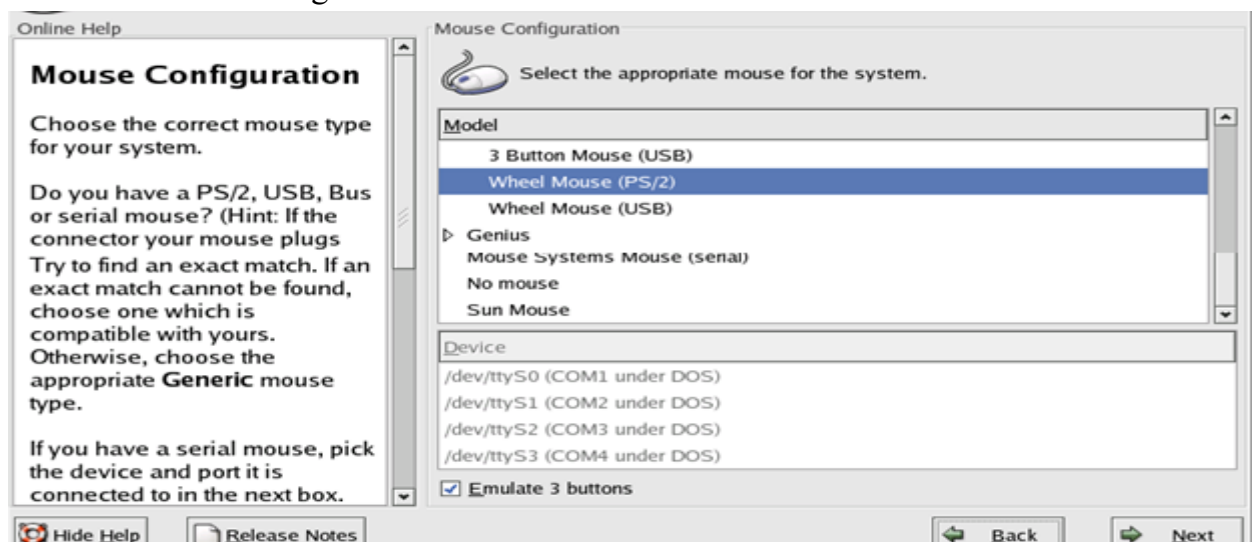 Online Help
Mouse Configuration
Choose the correct mouse type
for your system.
Do you have a PS/2, USB, Bus
or serial mouse? (Hint: If the
connector your mouse plugs
Try to find an exact match. If an
exact match cannot be found,
choose one which is
compatible with yours.
Otherwise, choose the
appropriate Generic mouse
type.
If you have a serial mouse, pick
the device and port it is
connected to in the next box.
Mouse Configuration
Select the appropriate mouse for the system.
Model
3 Button Mouse (USB)
Wheel Mouse (PS/2)
Wheel Mouse (USB)
Genius
Mouse Systems Mouse (serial)
No mouse
Sun Mouse
Device
/dev/ttyS0 (COM1 under DOS)
/dev/ttyS1 (COM2 under DOS)
/dev/ttyS2 (COM3 under DOS)
/dev/ttyS3 (COM4 under DOS)
Emulate 3 buttons
Hide Help
Release Notes
Back
Next